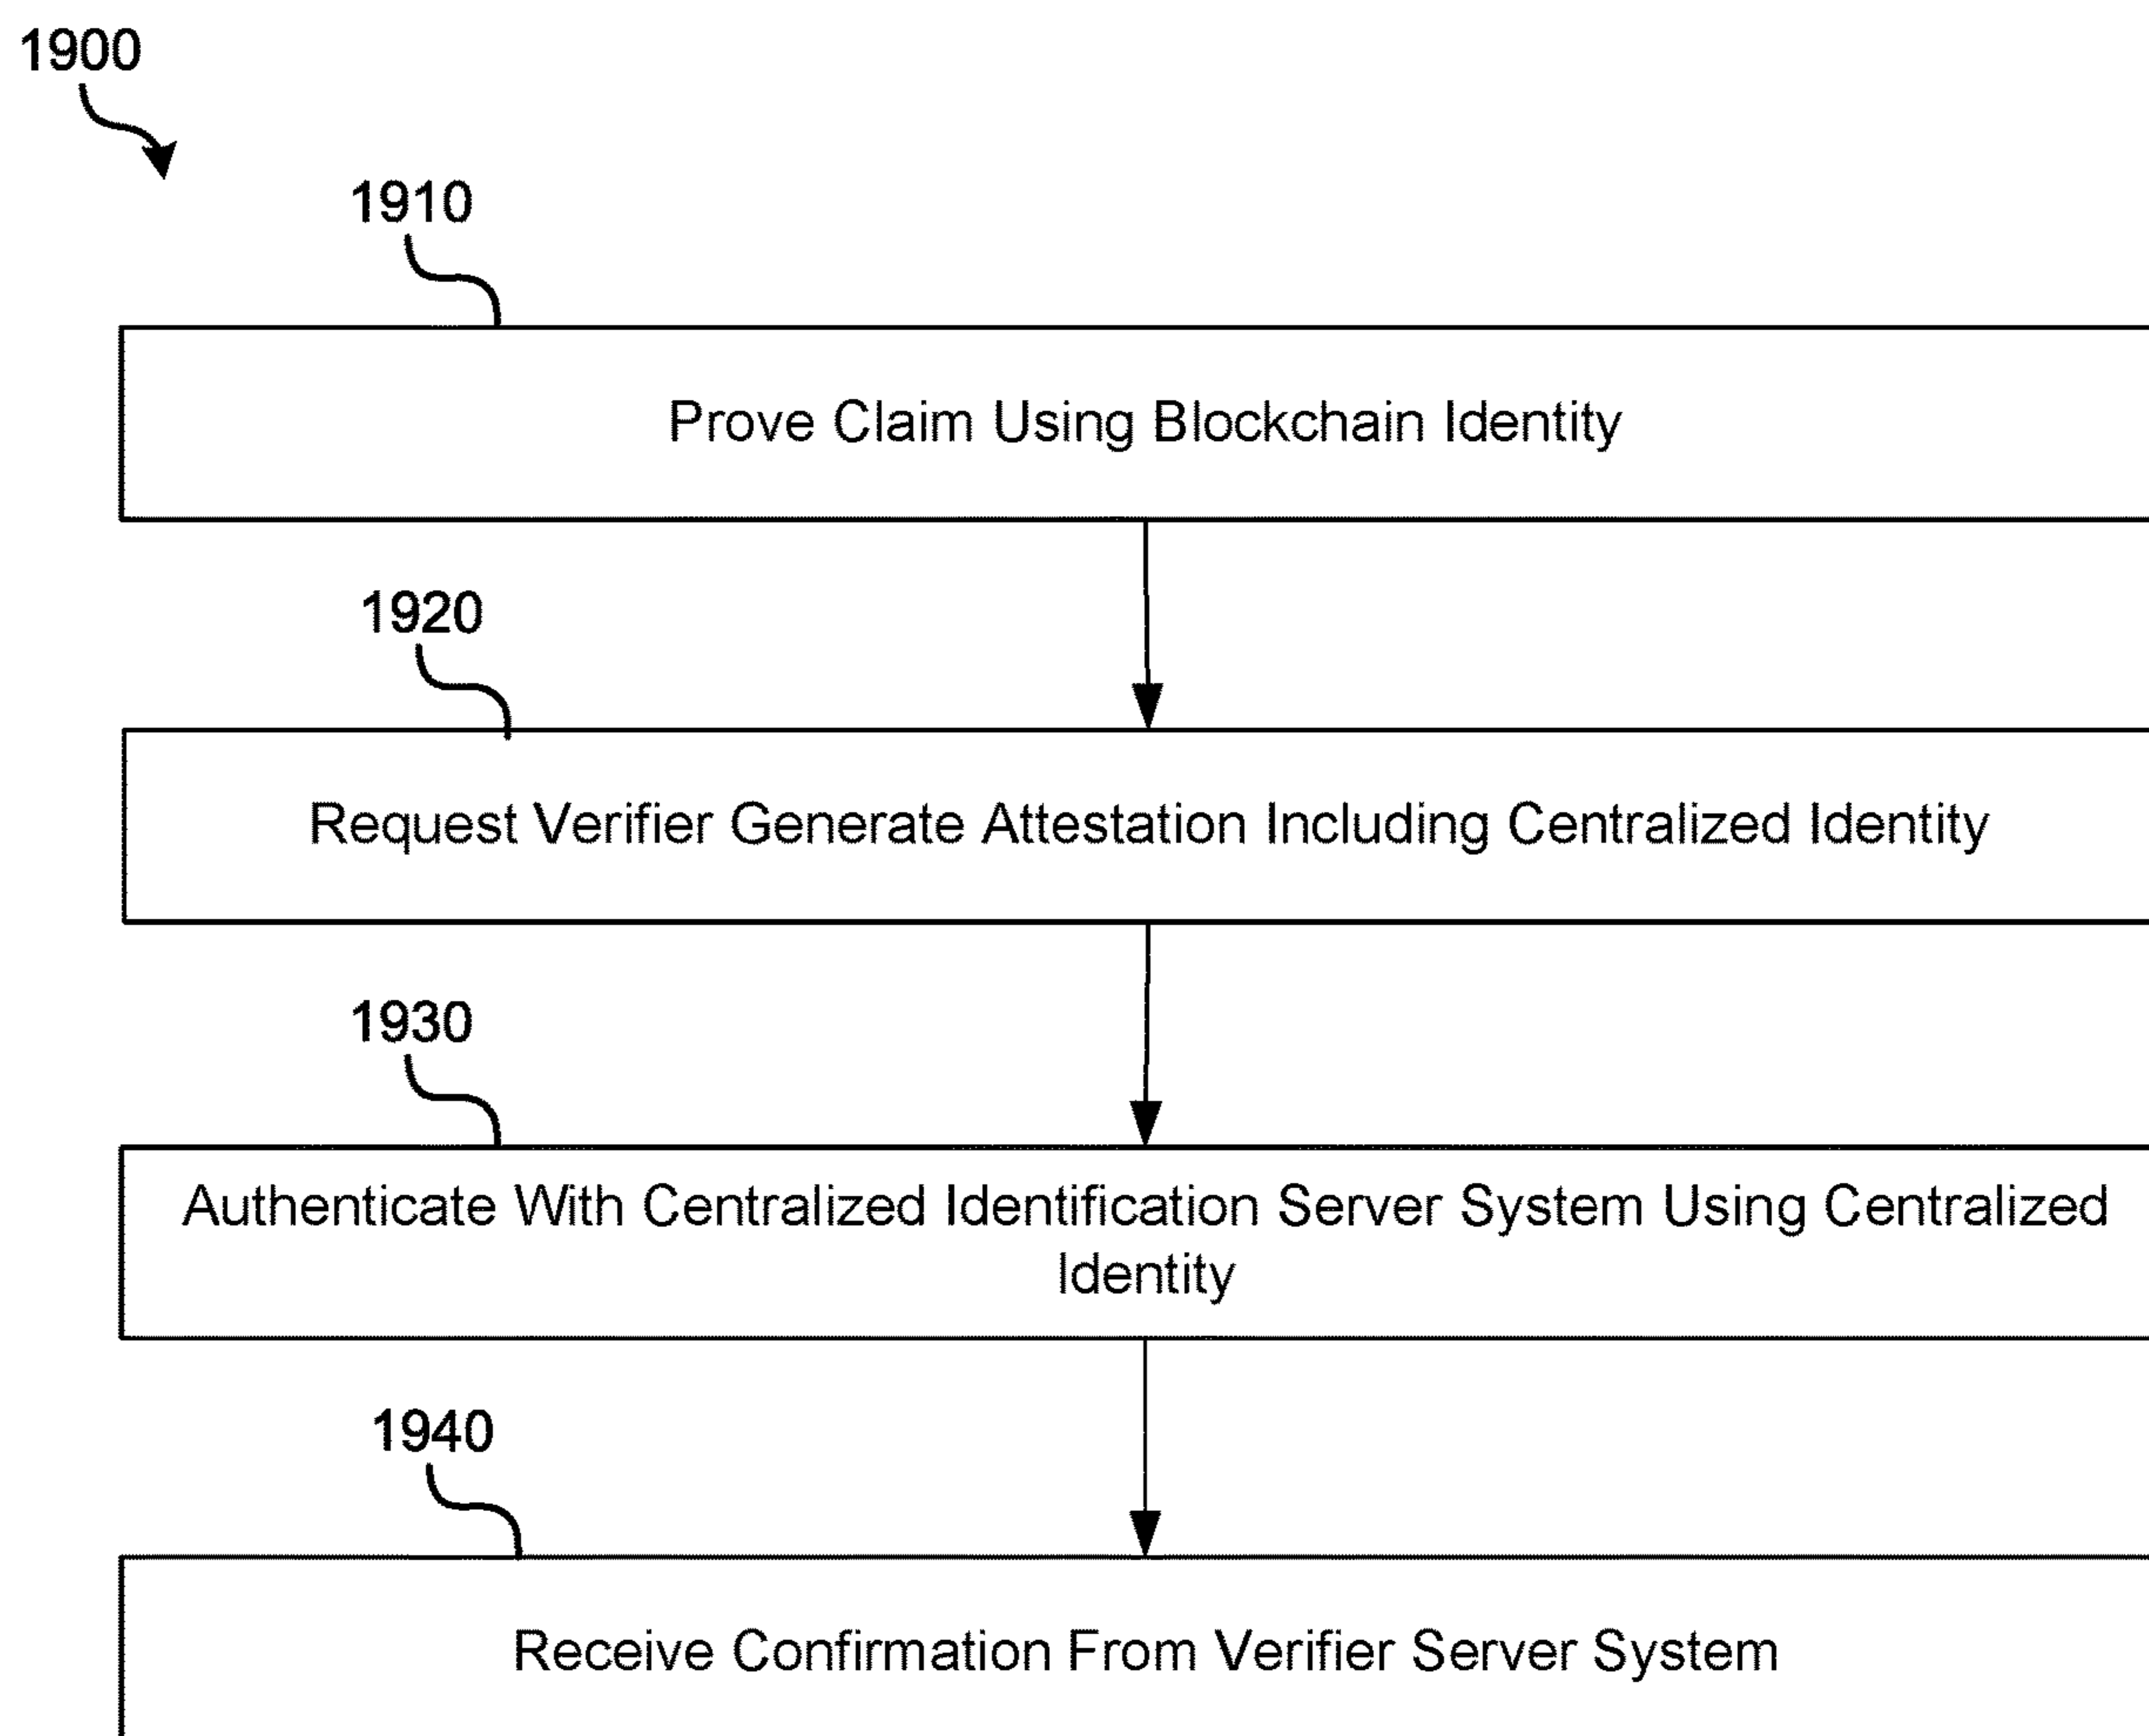 1900
1910
Prove Claim Using Blockchain Identity
1920
Request Verifier Generate Attestation Including Centralized Identity
1930
Authenticate With Centralized Identification Server System Using Centralized
Identity
1940
Receive Confirmation From Verifier Server System